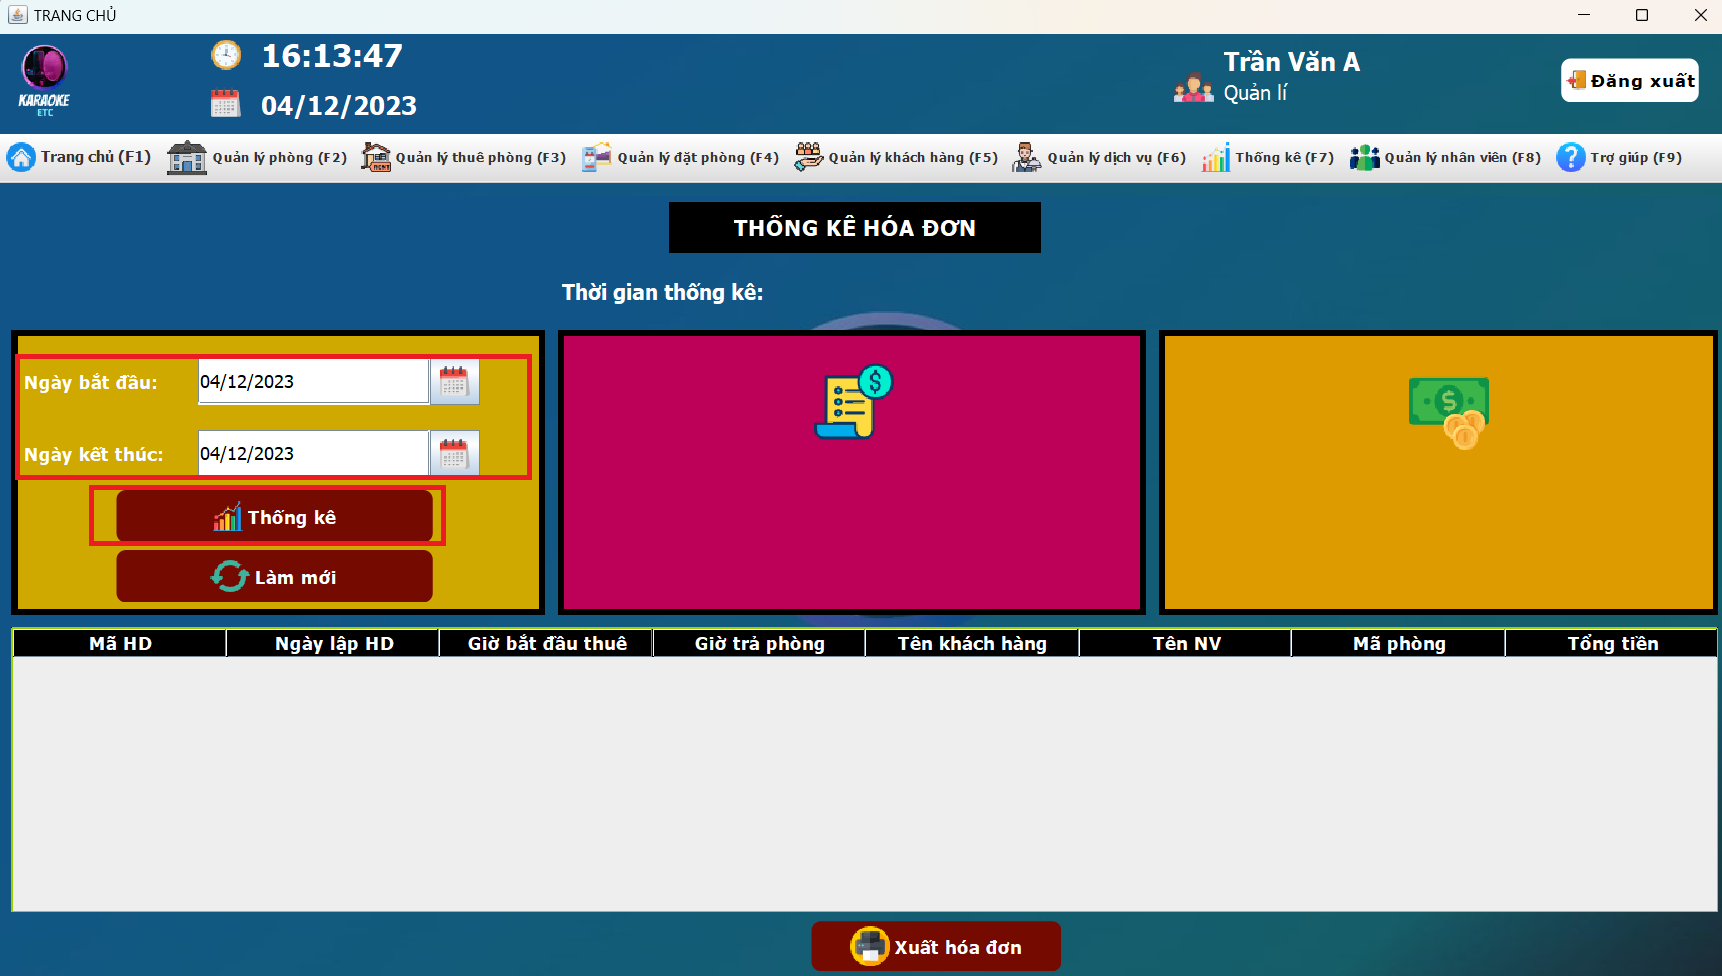 TRANG CHỦ
KARAOKE
ETC
16:13:47
04/12/2023
Trần Văn A
Quản lí
Đăng xuất
Trang chủ (F1) Quản lý phòng (F2) Quản lý thuê phòng (F3) Quản lý đặt phòng (F4) Quản lý khách hàng (F5) Quản lý dịch vụ (F6) Thống kê (F7) Quản lý nhân viên (F8) Trợ giúp (F9)
THỐNG KÊ HÓA ĐƠN
Thời gian thống kê:
Ngày bắt đầu: 04/12/2023
Ngày kết thúc: 04/12/2023
Thống kê
Làm mới
Mã HD Ngày lập HD Giờ bắt đầu thuê Giờ trả phòng Tên khách hàng Tên NV Mã phòng Tổng tiền
Xuất hóa đơn